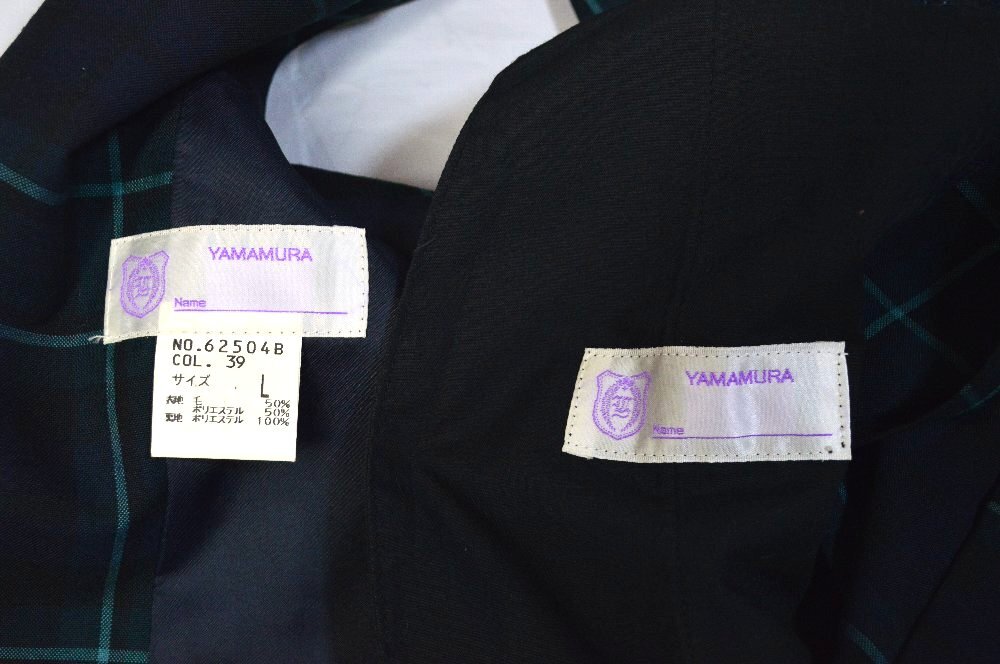 YAMAMURA
Name
NO.62504B
COL. 39
サイズ L
表地 毛 50%
ポリエステル 50%
裏地 ポリエステル 100%
YAMAMURA
Name